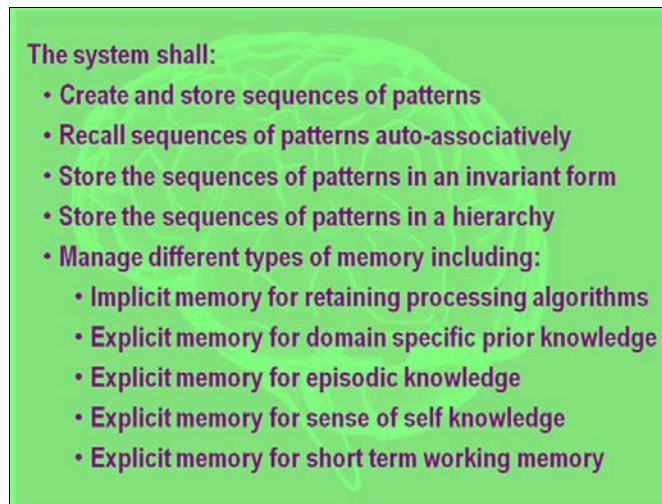 The system shall:
• Create and store sequences of patterns
• Recall sequences of patterns auto-associatively
• Store the sequences of patterns in an invariant form
• Store the sequences of patterns in a hierarchy
• Manage different types of memory including:
• Implicit memory for retaining processing algorithms
• Explicit memory for domain specific prior knowledge
• Explicit memory for episodic knowledge
• Explicit memory for sense of self knowledge
• Explicit memory for short term working memory